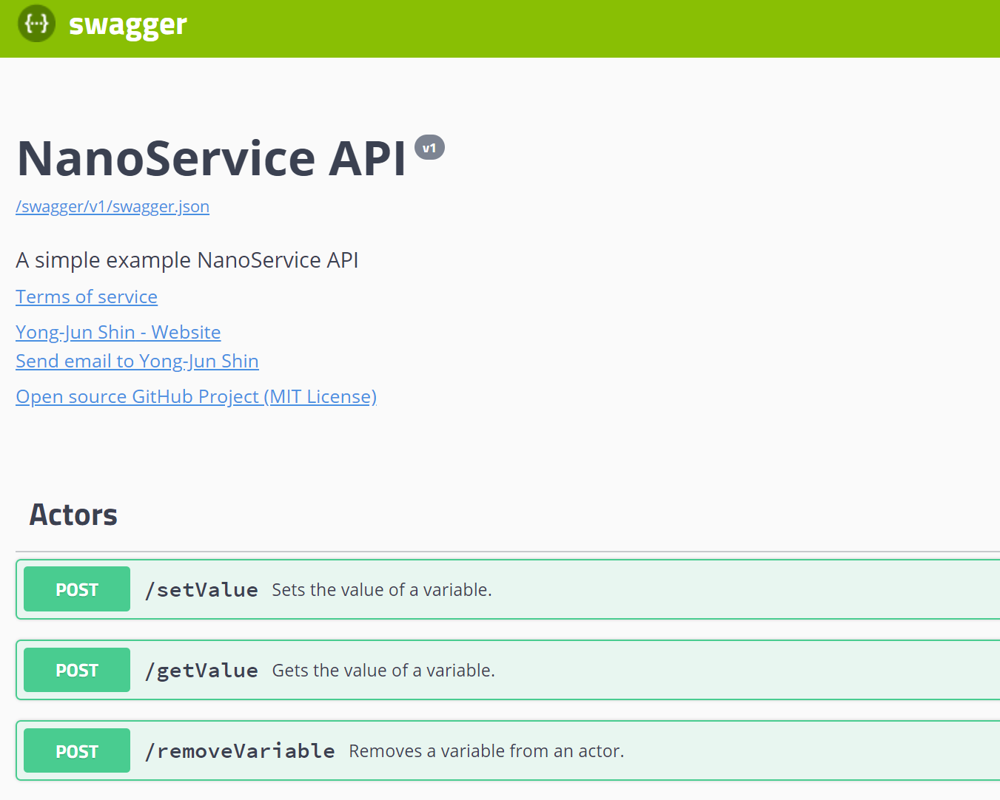 {···} swagger
NanoService API v1
/swagger/v1/swagger.json
A simple example NanoService API
Terms of service
Yong-Jun Shin - Website
Send email to Yong-Jun Shin
Open source GitHub Project (MIT License)
Actors
POST /setValue Sets the value of a variable.
POST /getValue Gets the value of a variable.
POST /removeVariable Removes a variable from an actor.